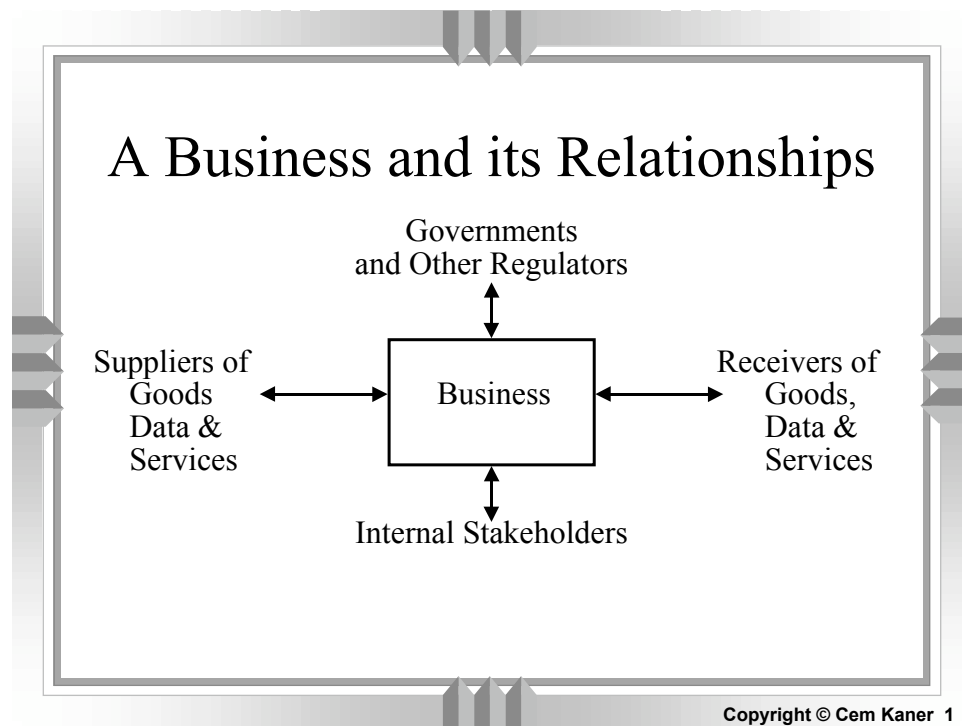 A Business and its Relationships
Governments
and Other Regulators
Suppliers of
Goods
Data &
Services
Business
Receivers of
Goods,
Data &
Services
Internal Stakeholders
Copyright © Cem Kaner 1